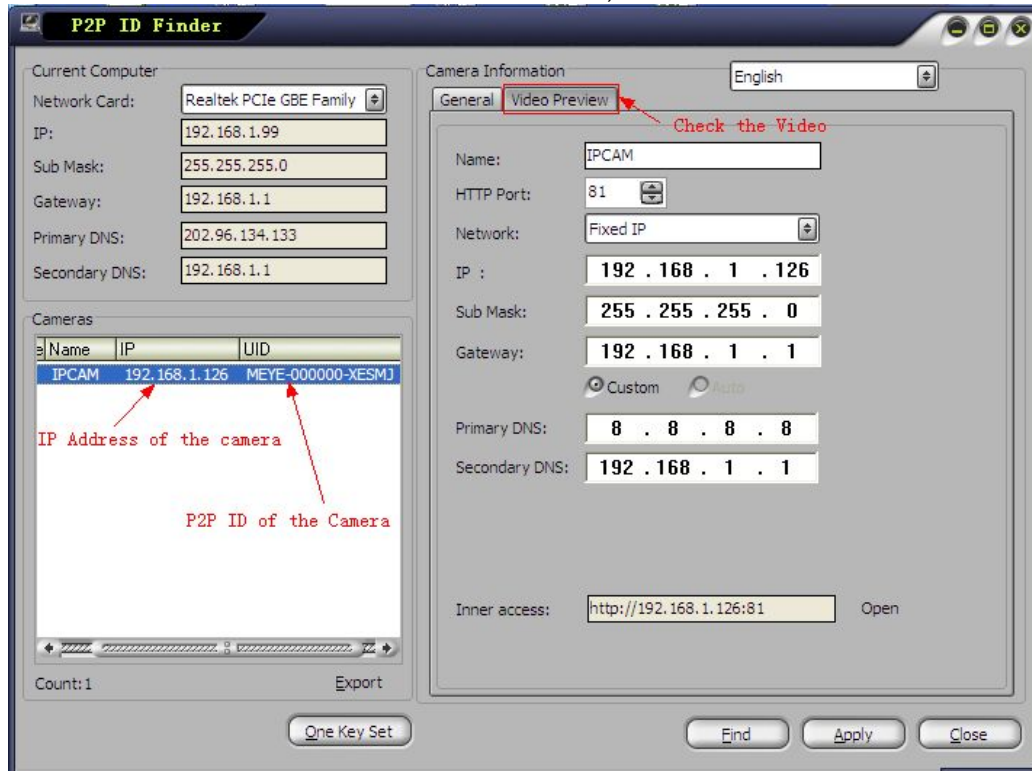 P2P ID Finder
Current Computer
Network Card: Realtek PCIe GBE Family
IP: 192.168.1.99
Sub Mask: 255.255.255.0
Gateway: 192.168.1.1
Primary DNS: 202.96.134.133
Secondary DNS: 192.168.1.1
Cameras
Name IP UID
IPCAM 192.168.1.126 MEYE-000000-XESMJ
IP Address of the camera
P2P ID of the Camera
Count:1 Export
One Key Set
Camera Information English
General Video Preview
Check the Video
Name: IPCAM
HTTP Port: 81
Network: Fixed IP
IP : 192 . 168 . 1 . 126
Sub Mask: 255 . 255 . 255 . 0
Gateway: 192 . 168 . 1 . 1
Custom Auto
Primary DNS: 8 . 8 . 8 . 8
Secondary DNS: 192 . 168 . 1 . 1
Inner access: http://192.168.1.126:81 Open
Find Apply Close